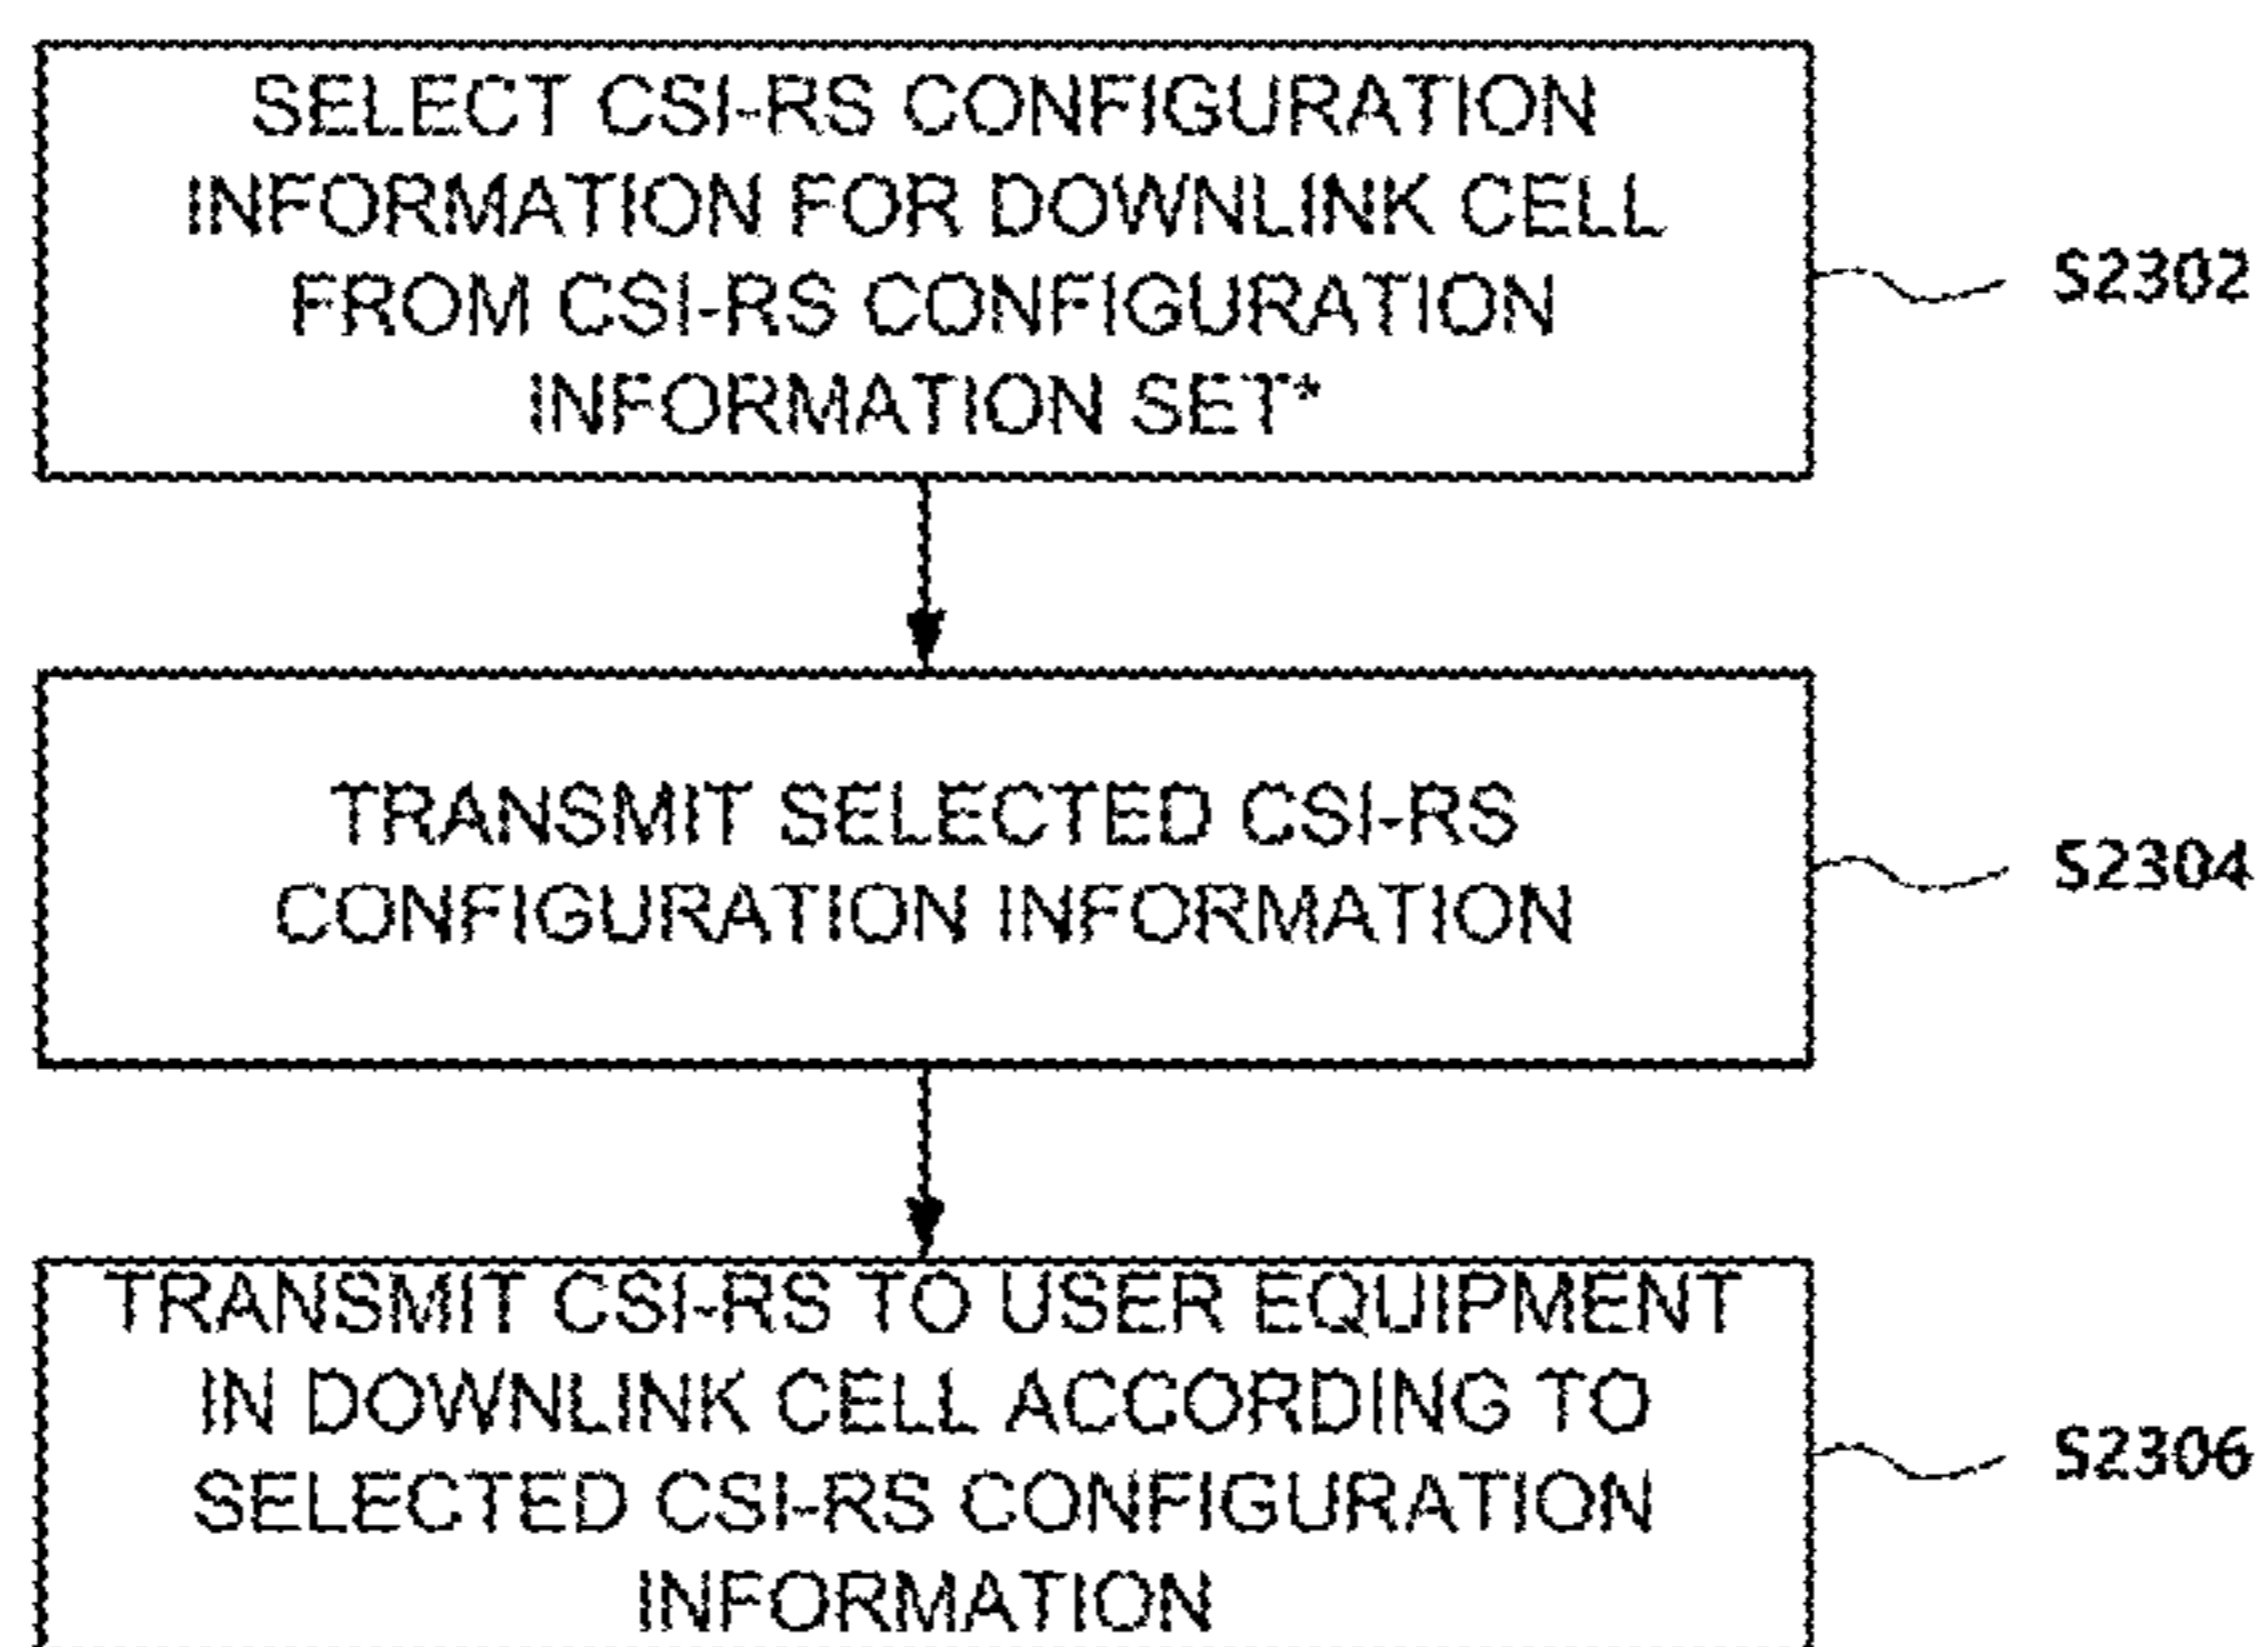 SELECT CSI-RS CONFIGURATION
INFORMATION FOR DOWNLINK CELL
FROM CSI-RS CONFIGURATION
INFORMATION SET*
S2302
TRANSMIT SELECTED CSI-RS
CONFIGURATION INFORMATION
S2304
TRANSMIT CSI-RS TO USER EQUIPMENT
IN DOWNLINK CELL ACCORDING TO
SELECTED CSI-RS CONFIGURATION
INFORMATION
S2306